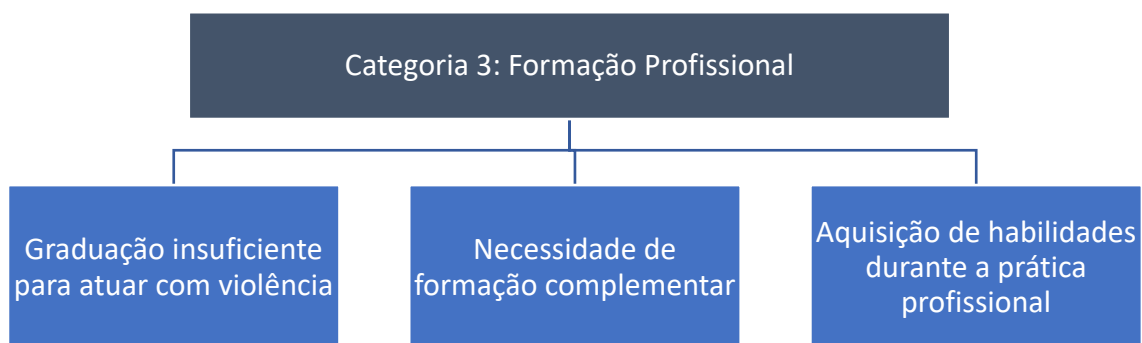 Categoria 3: Formação Profissional
Graduação insuficiente
para atuar com violência
Necessidade de
formação complementar
Aquisição de habilidades
durante a prática
profissional